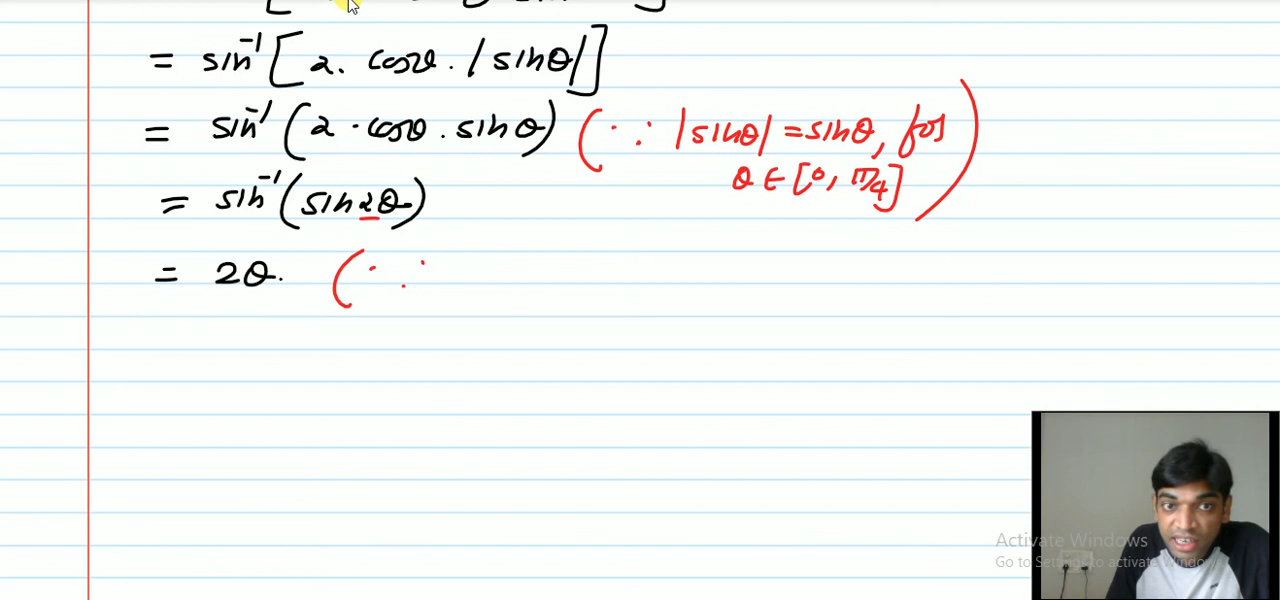 = sin⁻¹[2. cosθ. |sinθ|]
= sin⁻¹(2 · cosθ . sinθ) (∵ |sinθ| = sinθ, for
θ ∈ [0, π/4])
= sin⁻¹(sin2θ)
= 2θ. (∵
Activate Windows
Go to Settings to activate Windows.